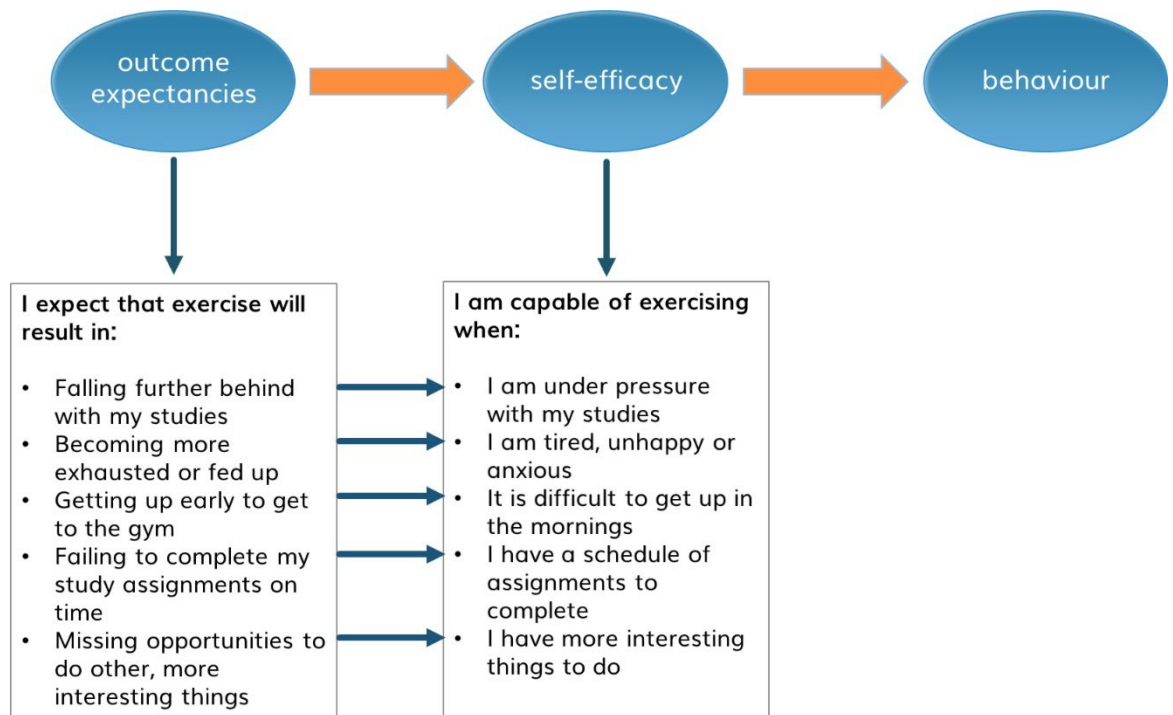 outcome
expectancies
self-efficacy
behaviour
I expect that exercise will
result in:
• Falling further behind
with my studies
• Becoming more
exhausted or fed up
• Getting up early to get
to the gym
• Failing to complete my
study assignments on
time
• Missing opportunities to
do other, more
interesting things
I am capable of exercising
when:
• I am under pressure
with my studies
• I am tired, unhappy or
anxious
• It is difficult to get up in
the mornings
• I have a schedule of
assignments to
complete
• I have more interesting
things to do